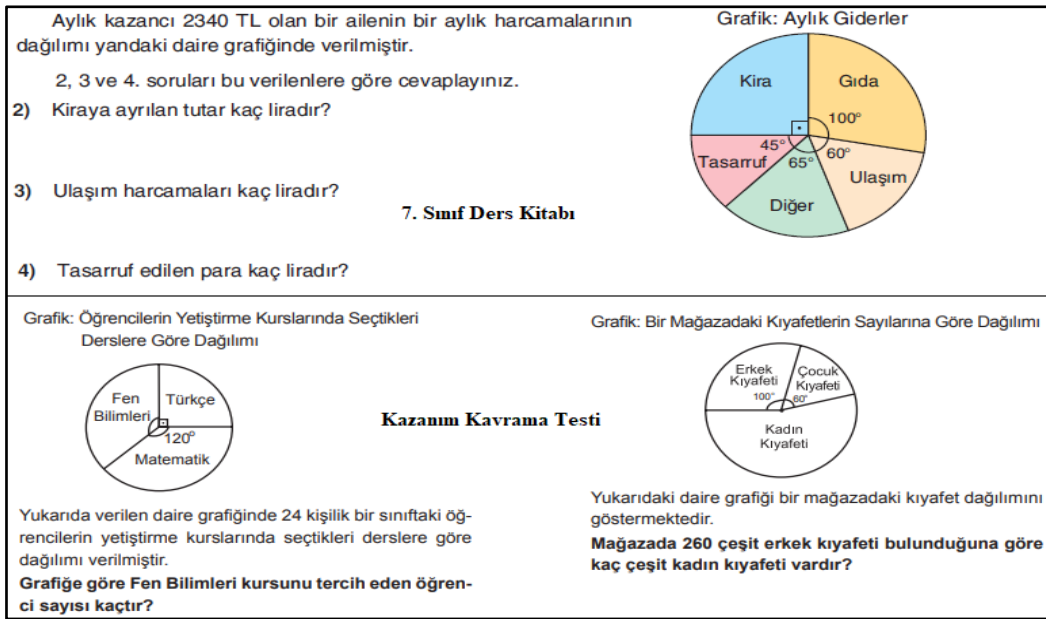 Aylık kazancı 2340 TL olan bir ailenin bir aylık harcamalarının
dağılımı yandaki daire grafiğinde verilmiştir.
2, 3 ve 4. soruları bu verilenlere göre cevaplayınız.
2) Kiraya ayrılan tutar kaç liradır?
3) Ulaşım harcamaları kaç liradır?
4) Tasarruf edilen para kaç liradır?
7. Sınıf Ders Kitabı
Grafik: Aylık Giderler
Kira
Gıda
100°
45°
60°
Tasarruf
65°
Ulaşım
Diğer
Grafik: Öğrencilerin Yetiştirme Kurslarında Seçtikleri
Derslere Göre Dağılımı
Fen
Bilimleri
Türkçe
120°
Matematik
Yukarıda verilen daire grafiğinde 24 kişilik bir sınıftaki öğ-
rencilerin yetiştirme kurslarında seçtikleri derslere göre
dağılımı verilmiştir.
Grafiğe göre Fen Bilimleri kursunu tercih eden öğren-
ci sayısı kaçtır?
Kazanım Kavrama Testi
Grafik: Bir Mağazadaki Kıyafetlerin Sayılarına Göre Dağılımı
Erkek
Kıyafeti
Çocuk
Kıyafeti
100°
60°
Kadın
Kıyafeti
Yukarıdaki daire grafiği bir mağazadaki kıyafet dağılımını
göstermektedir.
Mağazada 260 çeşit erkek kıyafeti bulunduğuna göre
kaç çeşit kadın kıyafeti vardır?